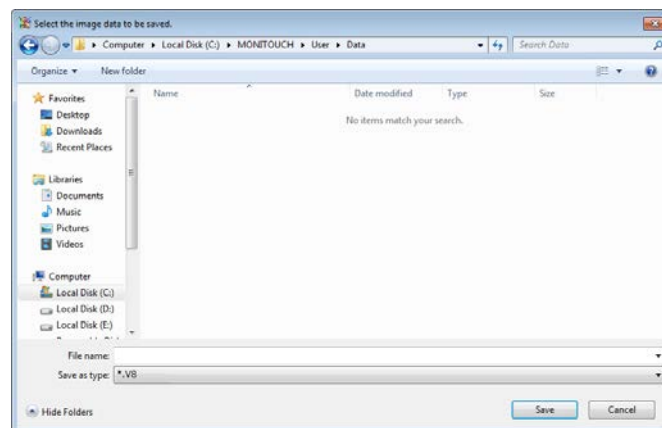 Select the image data to be saved.
Computer ▸ Local Disk (C:) ▸ MONITOUCH ▸ User ▸ Data
Search Data
Organize
New folder
Name
Date modified
Type
Size
No items match your search.
Favorites
Desktop
Downloads
Recent Places
Libraries
Documents
Music
Pictures
Videos
Computer
Local Disk (C:)
Local Disk (D:)
Local Disk (E:)
File name:
Save as type: *.V8
Hide Folders
Save
Cancel